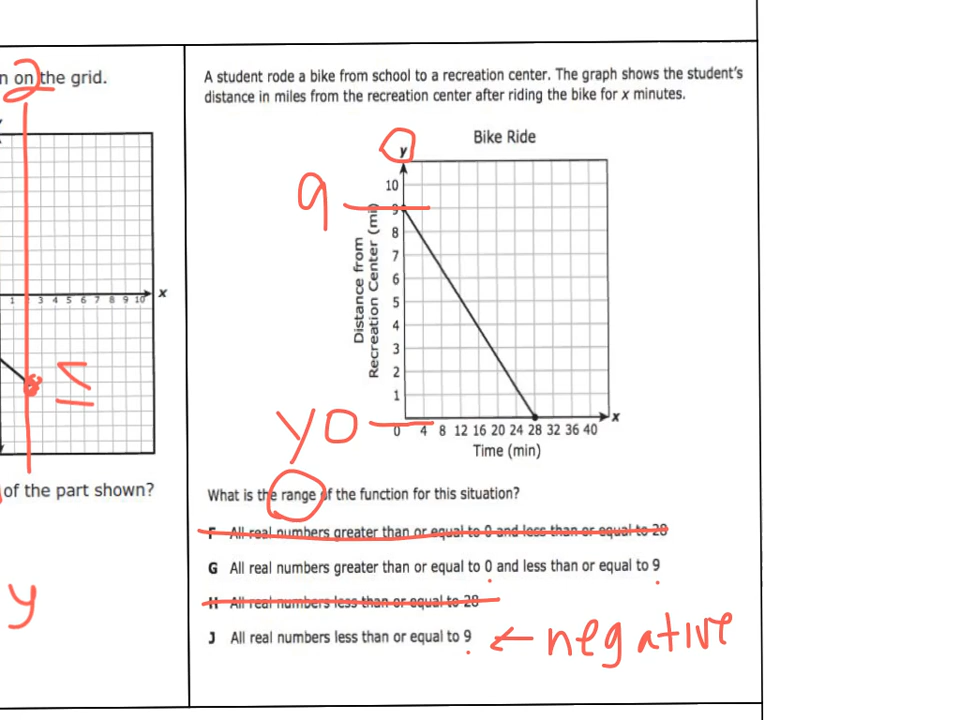 n on the grid.
2
x
1 3 4 5 6 7 8 9 10
of the part shown?
y
A student rode a bike from school to a recreation center. The graph shows the student's
distance in miles from the recreation center after riding the bike for x minutes.
Bike Ride
y
9
10
9
8
7
6
5
4
3
2
1
Distance from
Recreation Center (mi)
y0
0 4 8 12 16 20 24 28 32 36 40
x
Time (min)
What is the range of the function for this situation?
F All real numbers greater than or equal to 0 and less than or equal to 28
G All real numbers greater than or equal to 0 and less than or equal to 9
H All real numbers less than or equal to 28
J All real numbers less than or equal to 9 ← negative